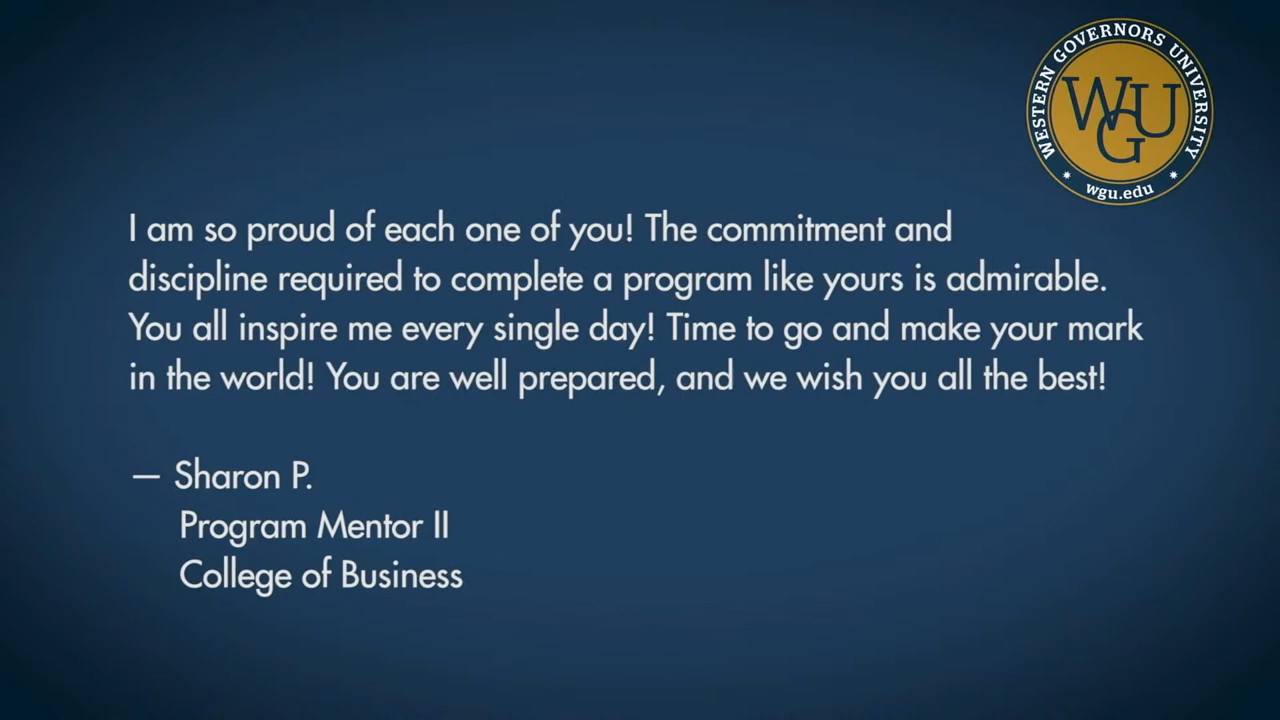 WESTERN GOVERNORS UNIVERSITY
WGU
wgu.edu
I am so proud of each one of you! The commitment and
discipline required to complete a program like yours is admirable.
You all inspire me every single day! Time to go and make your mark
in the world! You are well prepared, and we wish you all the best!
— Sharon P.
Program Mentor II
College of Business